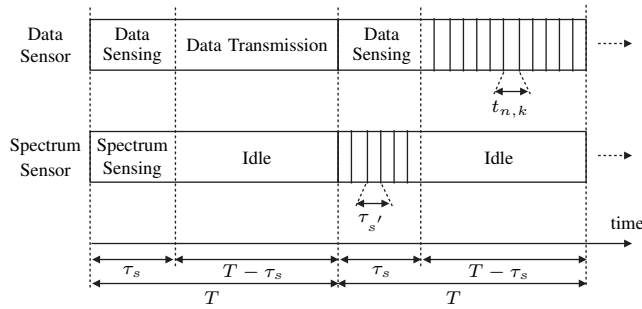 Data
Sensor
Data
Sensing
Data Transmission
Data
Sensing
t_{n,k}
Spectrum
Sensor
Spectrum
Sensing
Idle
Idle
τ_s′
time
τ_s
T − τ_s
τ_s
T − τ_s
T
T